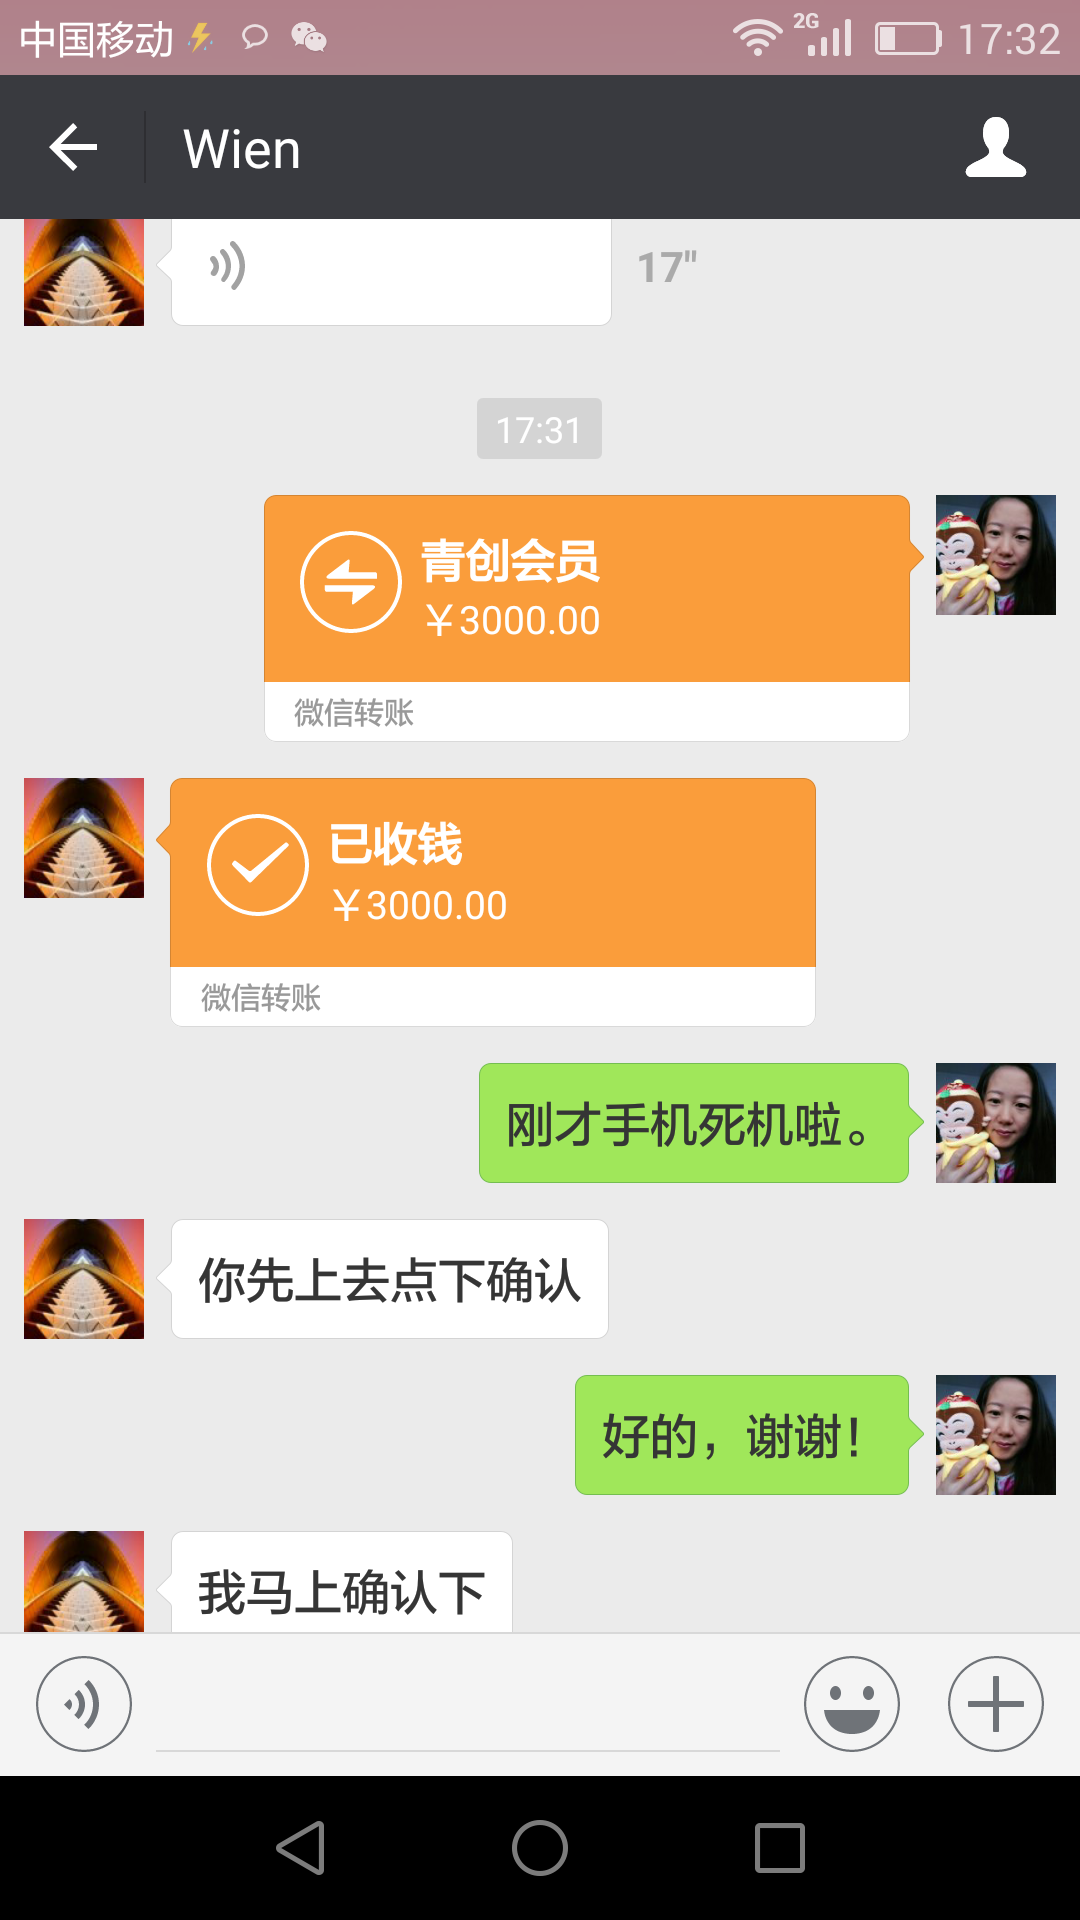 中国移动 2G 17:32
Wien
17"
17:31
青创会员
￥3000.00
微信转账
已收钱
￥3000.00
微信转账
刚才手机死机啦。
你先上去点下确认
好的，谢谢！
我马上确认下